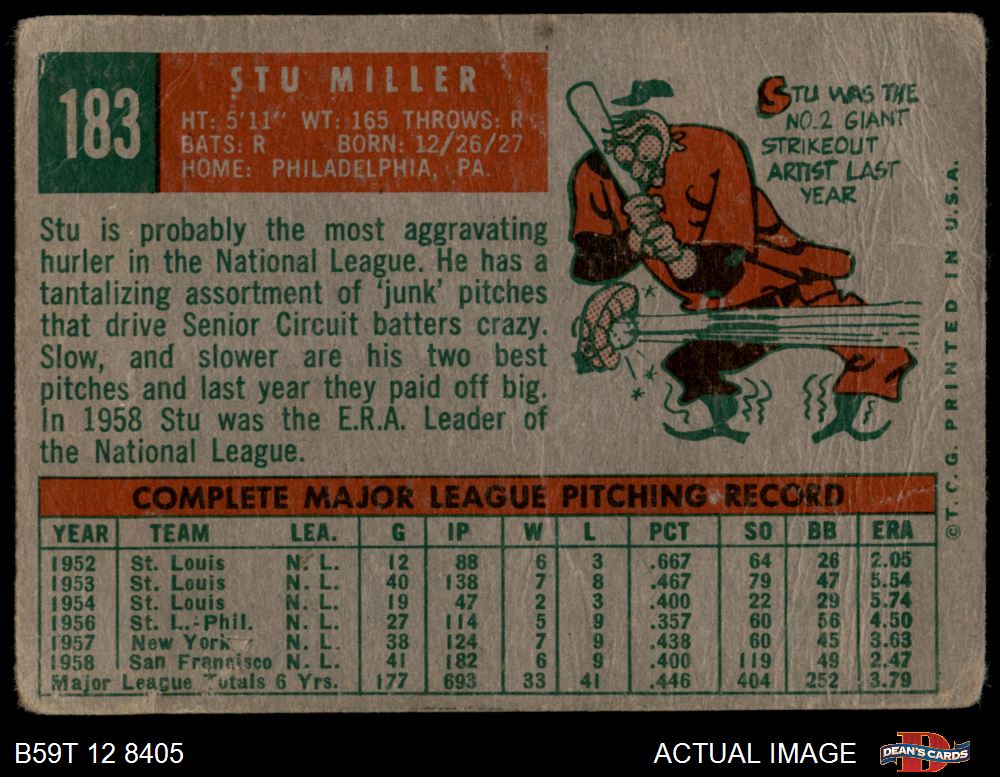 183
STU MILLER
HT: 5'11" WT: 165 THROWS: R
BATS: R BORN: 12/26/27
HOME: PHILADELPHIA, PA.
STU WAS THE
NO.2 GIANT
STRIKEOUT
ARTIST LAST
YEAR
Stu is probably the most aggravating
hurler in the National League. He has a
tantalizing assortment of 'junk' pitches
that drive Senior Circuit batters crazy.
Slow, and slower are his two best
pitches and last year they paid off big.
In 1958 Stu was the E.R.A. Leader of
the National League.
COMPLETE MAJOR LEAGUE PITCHING RECORD
YEAR TEAM LEA. G IP W L PCT SO BB ERA
1952 St. Louis N. L. 12 88 6 3 .667 64 26 2.05
1953 St. Louis N. L. 40 138 7 8 .467 79 47 5.54
1954 St. Louis N. L. 19 47 2 3 .400 22 29 5.74
1956 St. L.-Phil. N. L. 27 114 5 9 .357 60 56 4.50
1957 New York N. L. 38 124 7 9 .438 60 45 3.63
1958 San Francisco N. L. 41 182 6 9 .400 119 49 2.47
Major League Totals 6 Yrs. 177 693 33 41 .446 404 252 3.79
©T.C.G. PRINTED IN U.S.A.
B59T 12 8405
ACTUAL IMAGE
DEAN'S CARDS